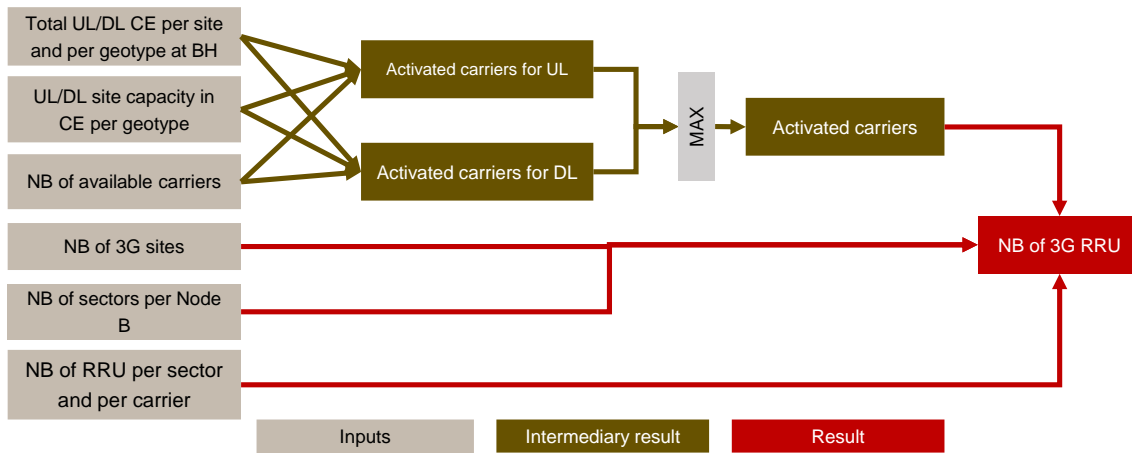 Total UL/DL CE per site
and per geotype at BH
UL/DL site capacity in
CE per geotype
NB of available carriers
NB of 3G sites
NB of sectors per Node
B
NB of RRU per sector
and per carrier
Activated carriers for UL
Activated carriers for DL
MAX
Activated carriers
NB of 3G RRU
Inputs
Intermediary result
Result